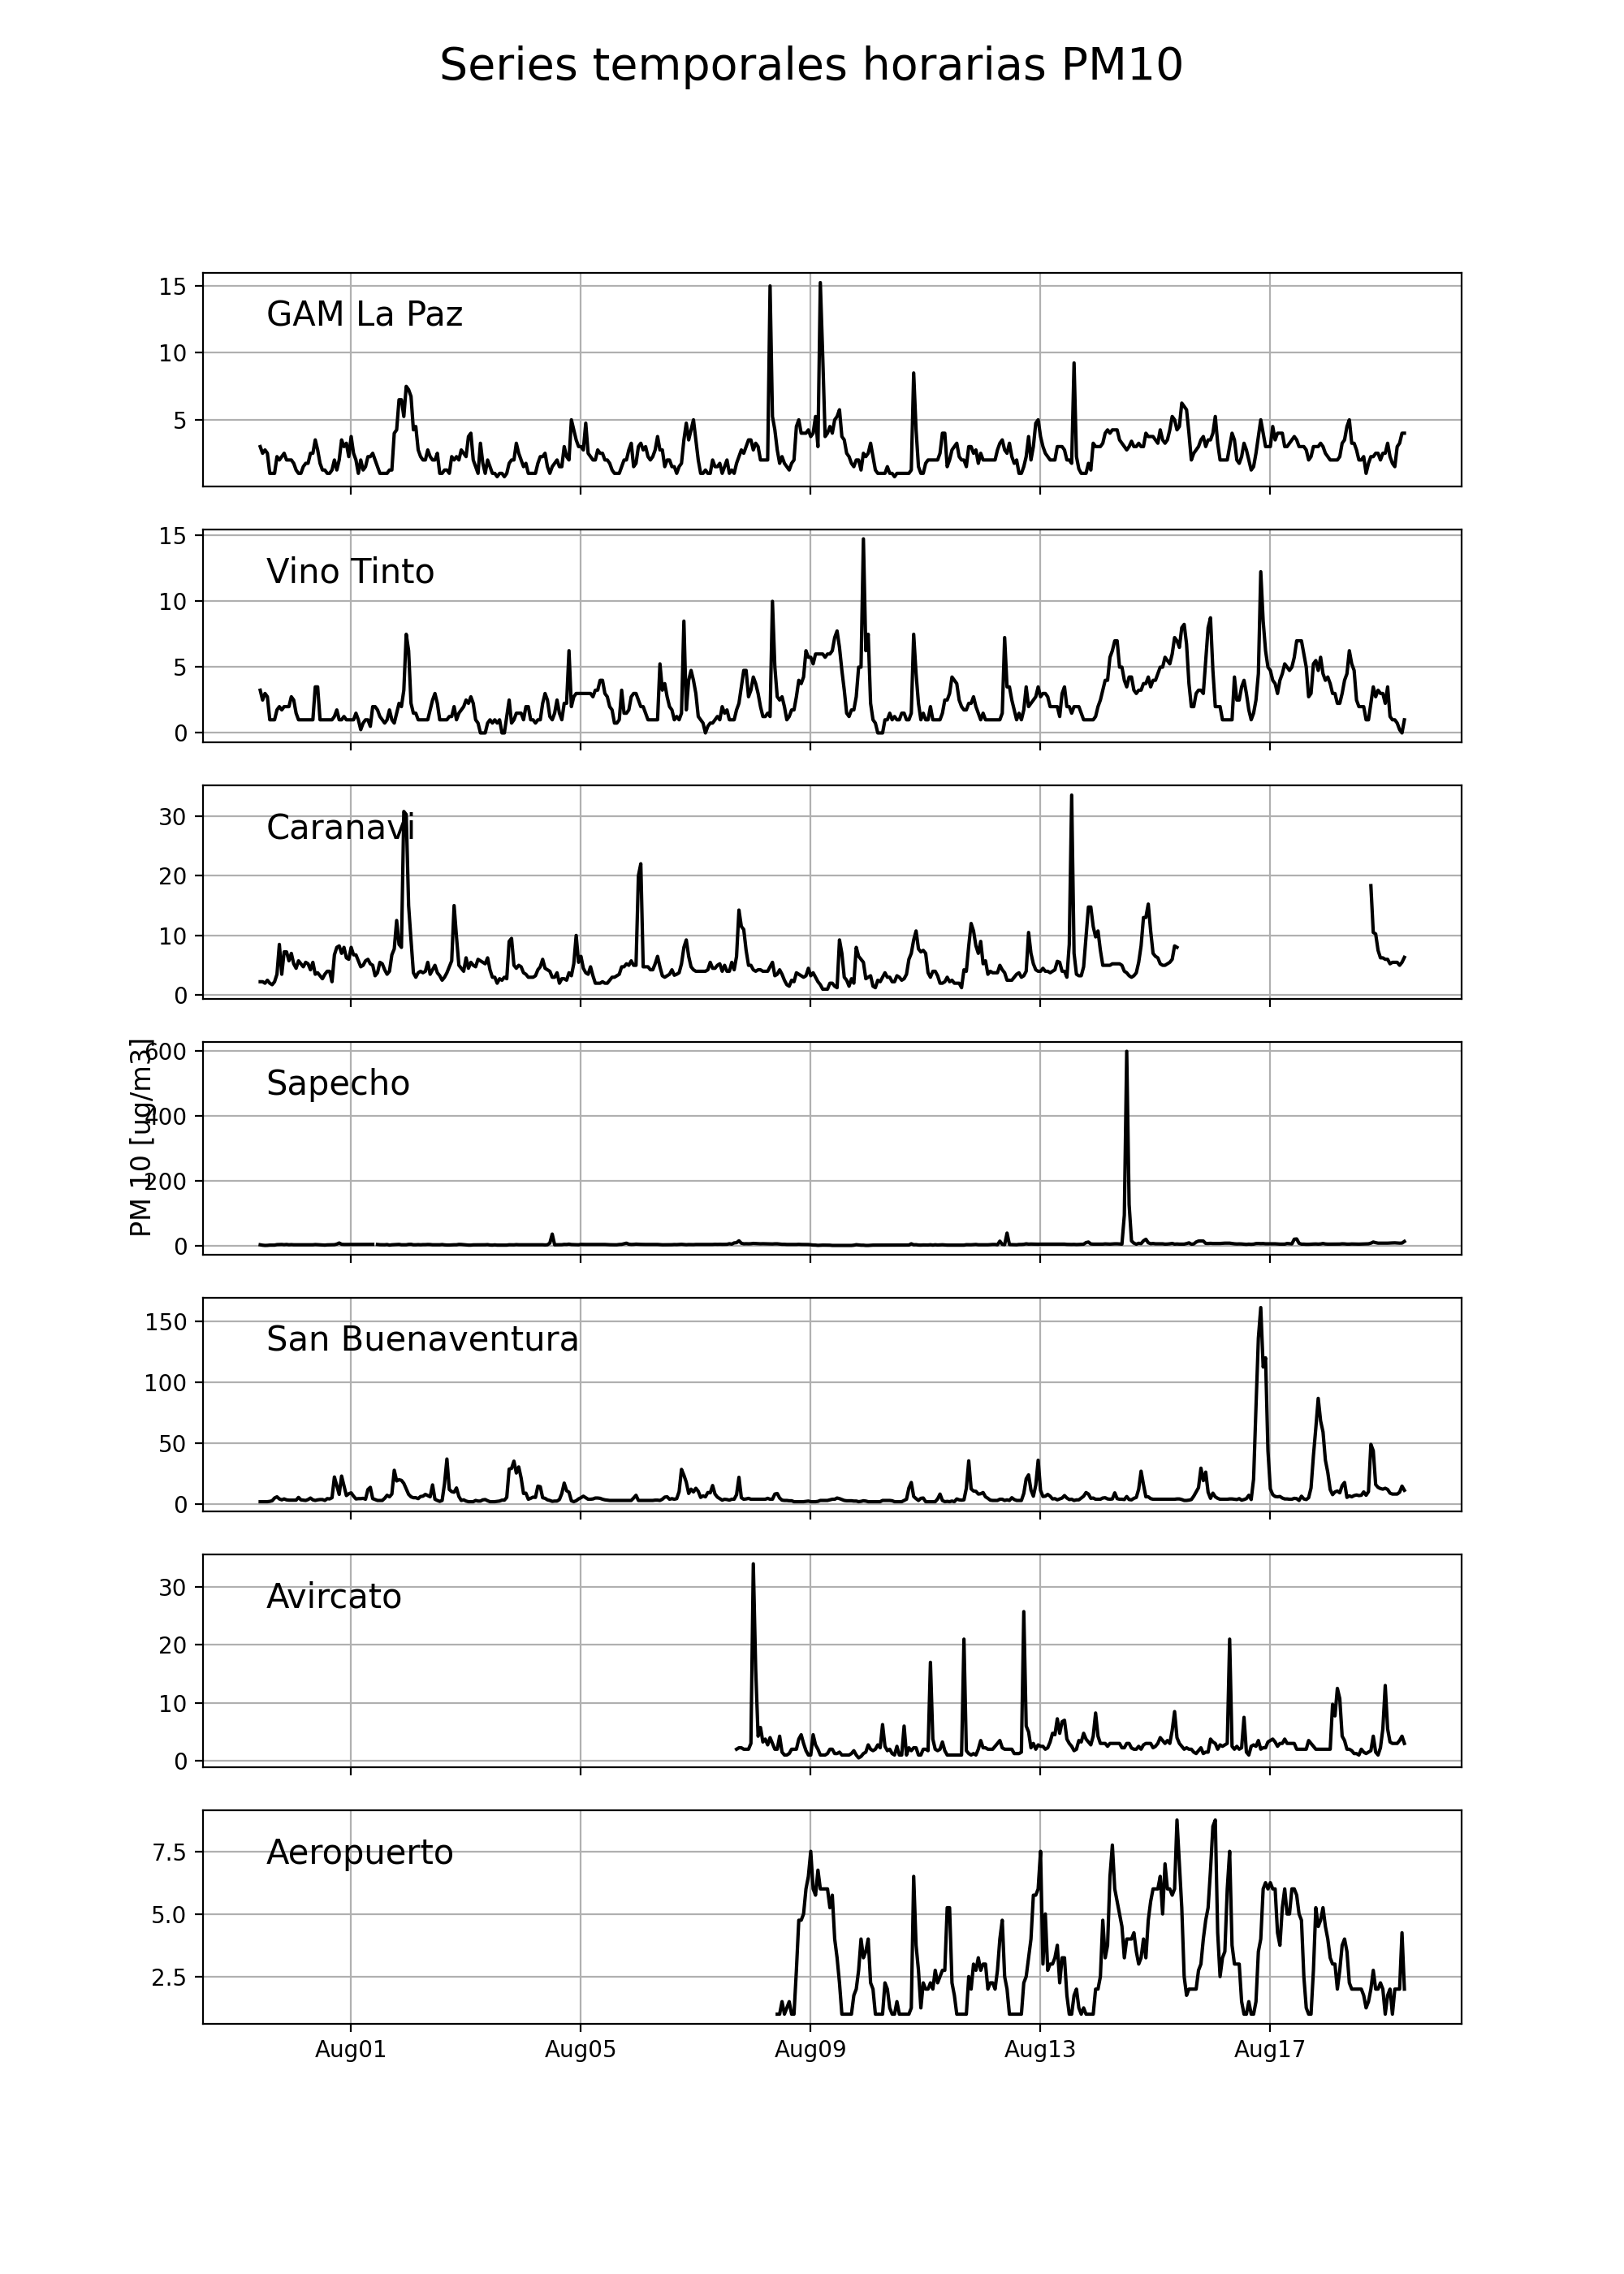 Series temporales horarias PM10
GAM La Paz
15
10
5
Vino Tinto
15
10
5
0
Caranavi
30
20
10
0
PM 10 [ug/m3]
Sapecho
600
400
200
0
San Buenaventura
150
100
50
0
Avircato
30
20
10
0
Aeropuerto
7.5
5.0
2.5
Aug01 Aug05 Aug09 Aug13 Aug17